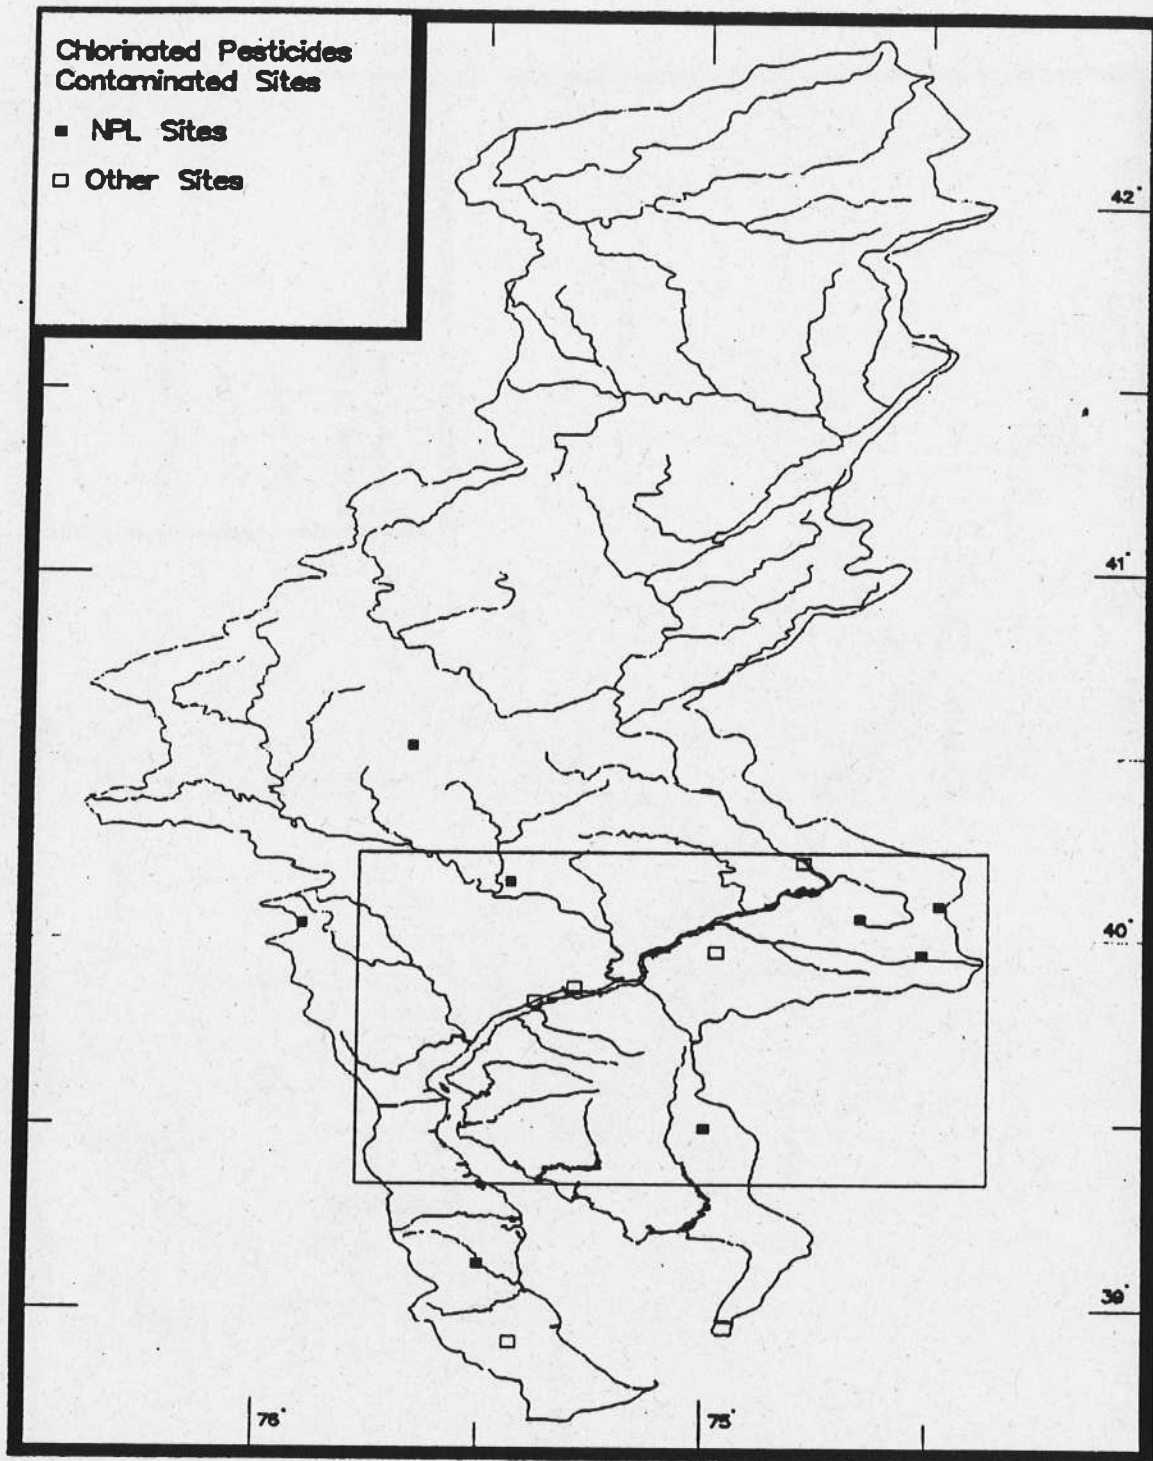 Chlorinated Pesticides
Contaminated Sites
NPL Sites
Other Sites
42°
41°
40°
39°
76°
75°